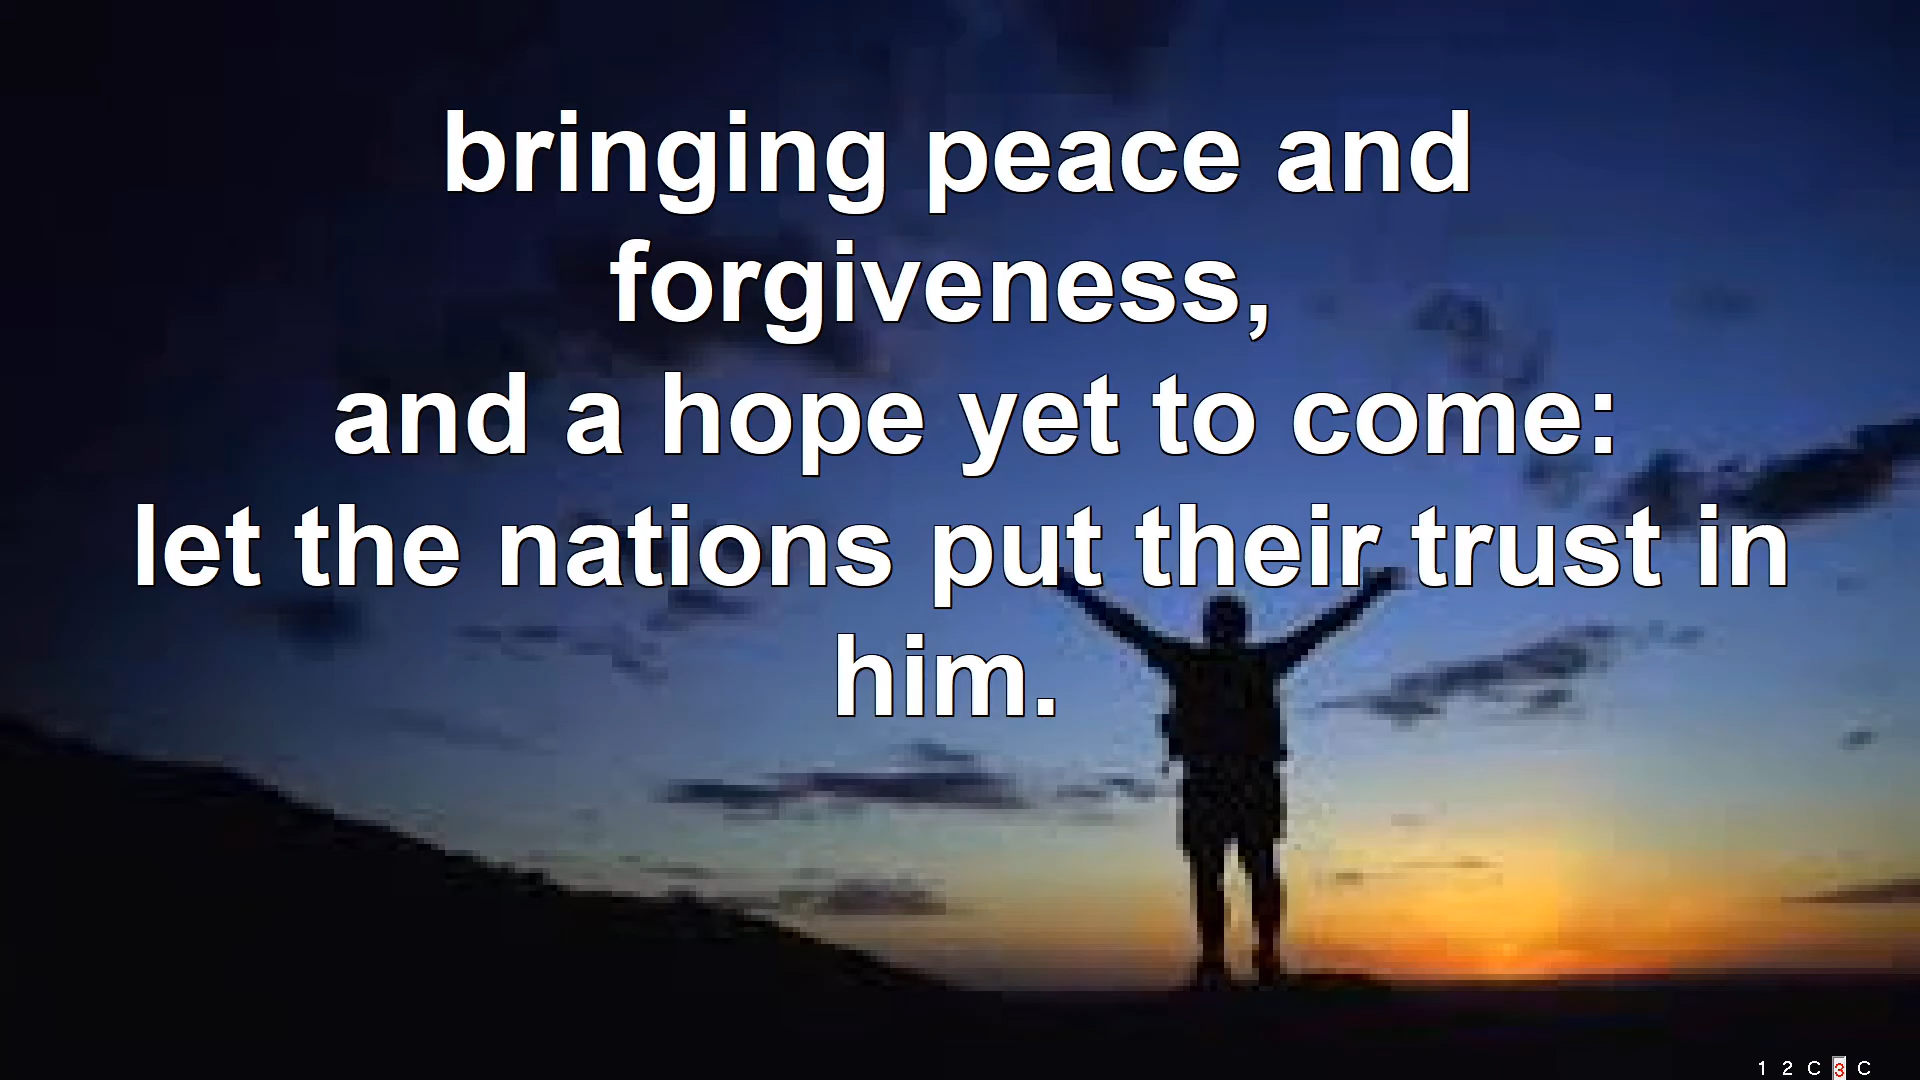 bringing peace and
forgiveness,
and a hope yet to come:
let the nations put their trust in
him.
1 2 C 3 C